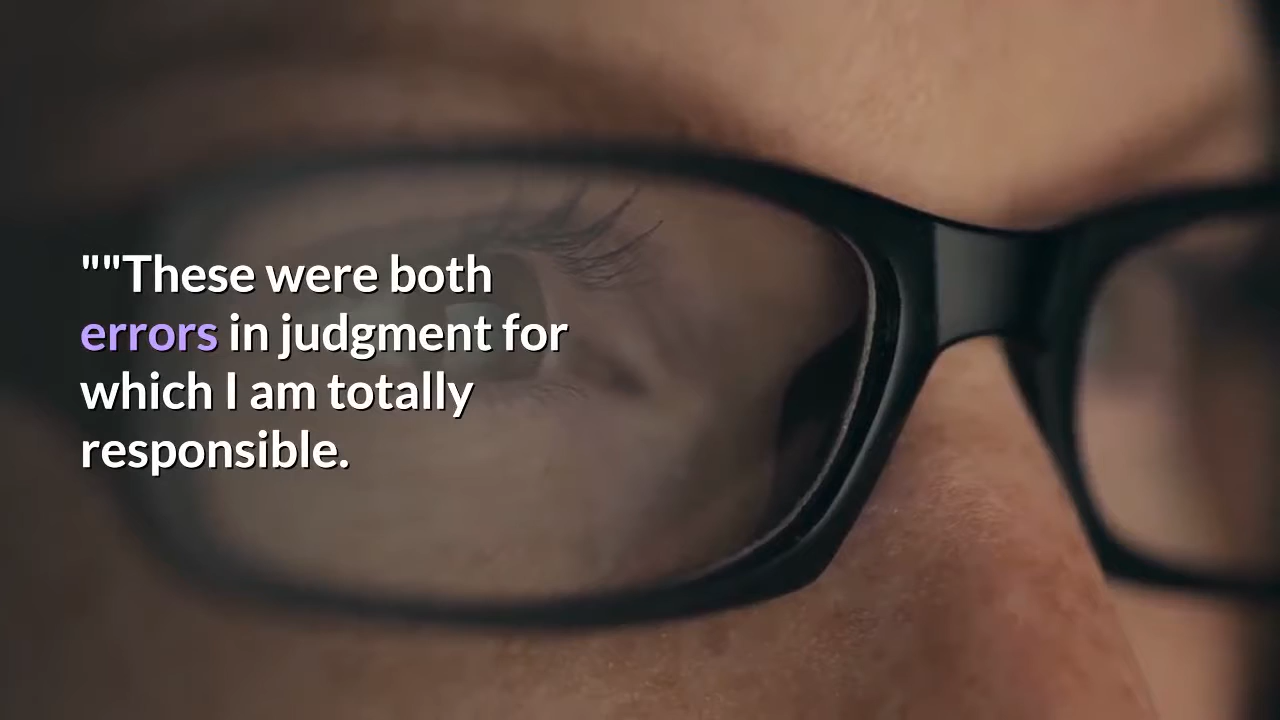 ""These were both
errors in judgment for
which I am totally
responsible.